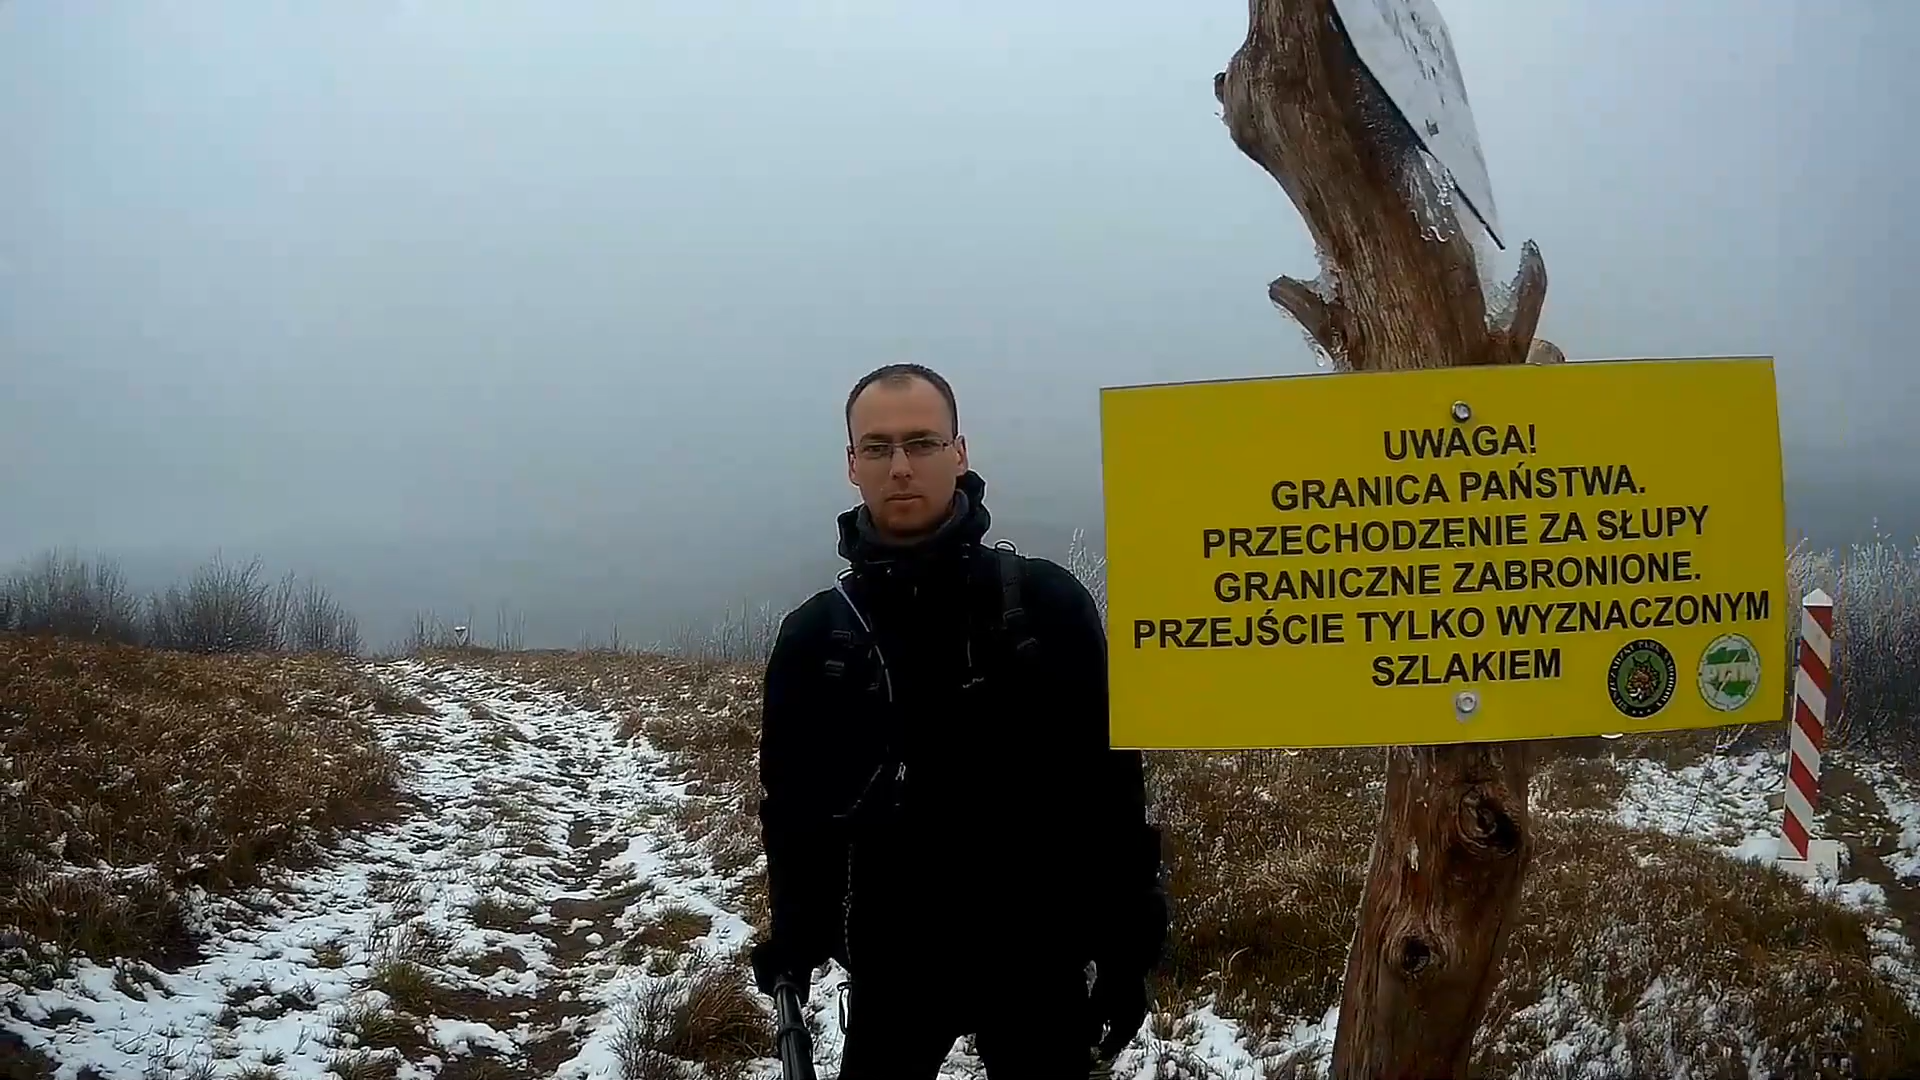 UWAGA!
GRANICA PAŃSTWA.
PRZECHODZENIE ZA SŁUPY
GRANICZNE ZABRONIONE.
PRZEJŚCIE TYLKO WYZNACZONYM
SZLAKIEM